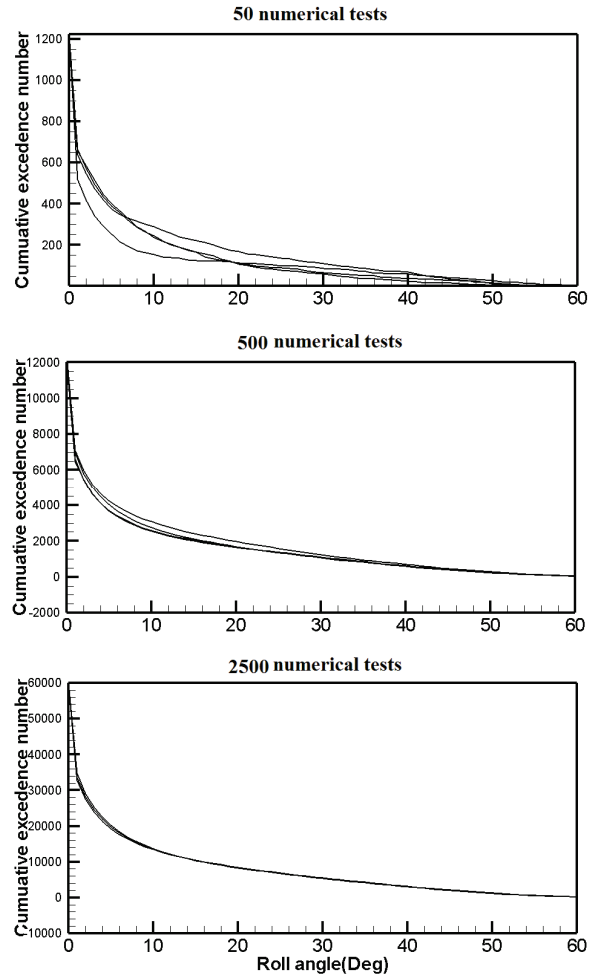 50 numerical tests
Cumuative excedence number
1200
1000
800
600
400
200
0 10 20 30 40 50 60
500 numerical tests
Cumuative excedence number
12000
10000
8000
6000
4000
2000
0
-2000
0 10 20 30 40 50 60
2500 numerical tests
Cumuative excedence number
60000
50000
40000
30000
20000
10000
0
-10000
0 10 20 30 40 50 60
Roll angle(Deg)